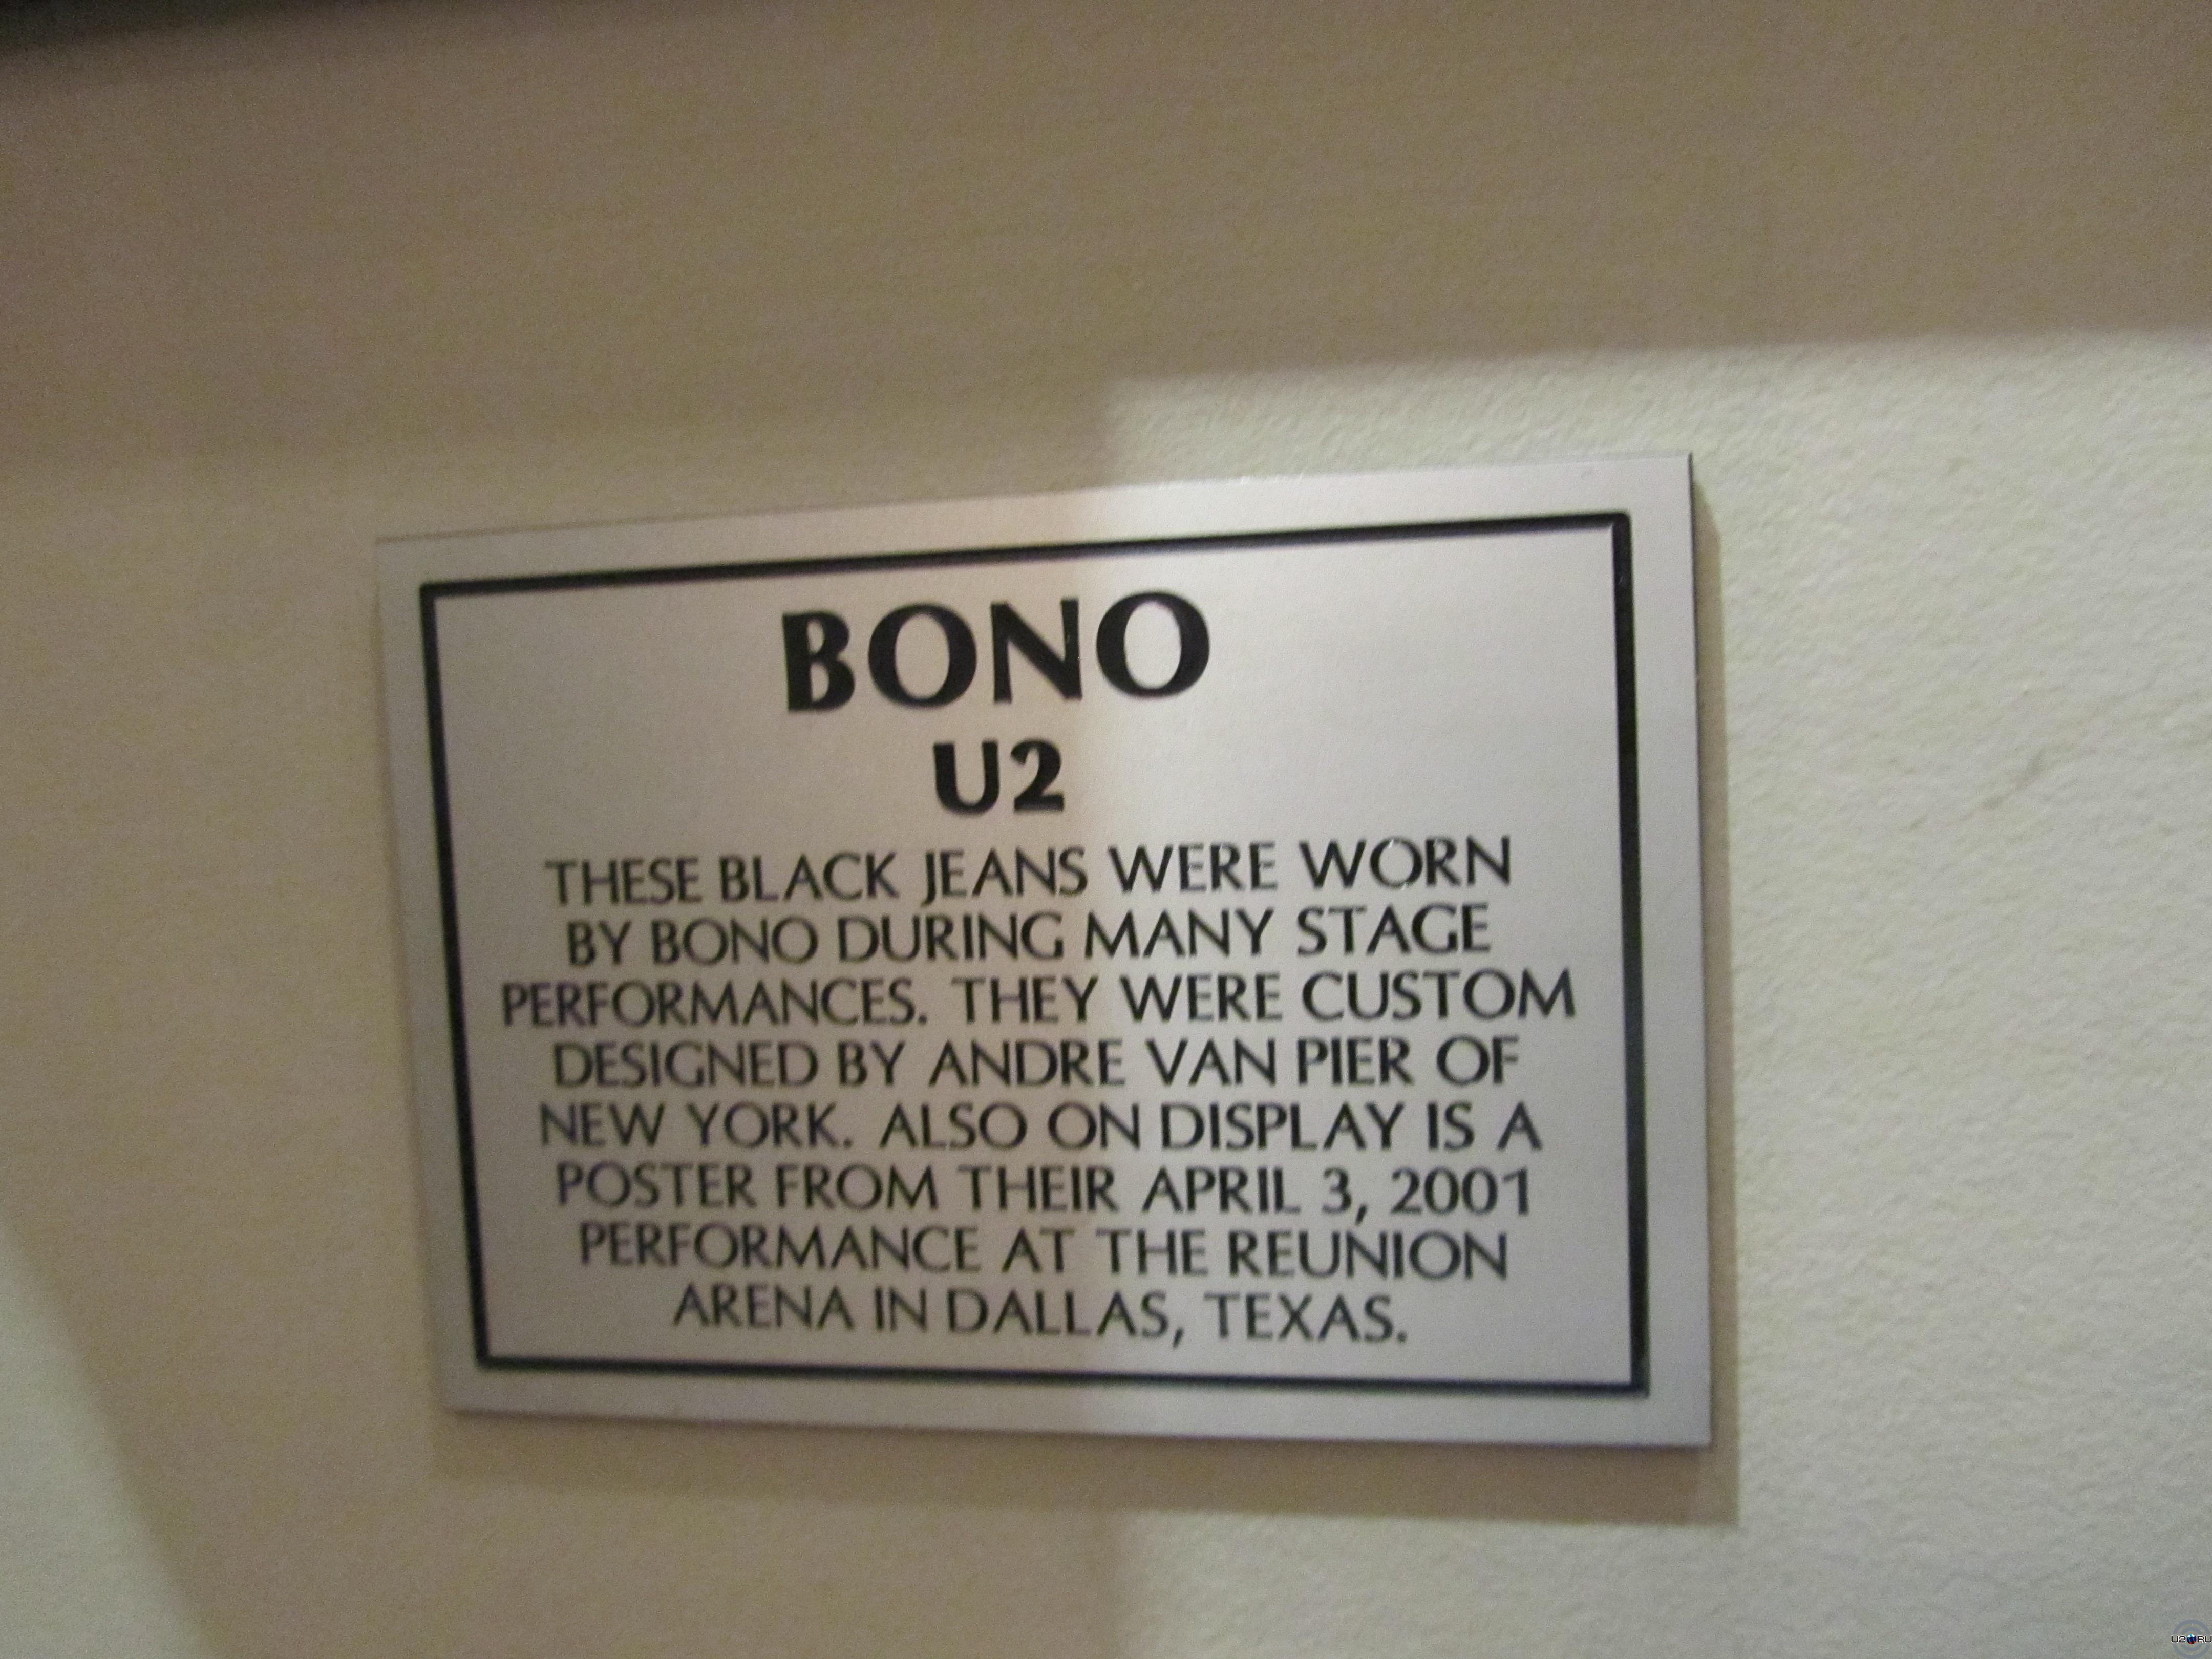 BONO
U2
THESE BLACK JEANS WERE WORN
BY BONO DURING MANY STAGE
PERFORMANCES. THEY WERE CUSTOM
DESIGNED BY ANDRE VAN PIER OF
NEW YORK. ALSO ON DISPLAY IS A
POSTER FROM THEIR APRIL 3, 2001
PERFORMANCE AT THE REUNION
ARENA IN DALLAS, TEXAS.
U2 RU